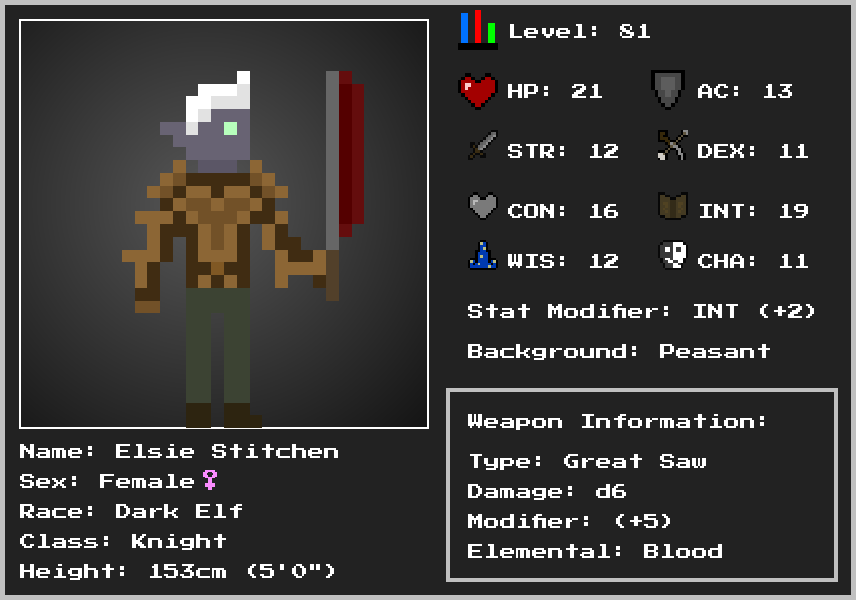 Level: 81
HP: 21 AC: 13
STR: 12 DEX: 11
CON: 16 INT: 19
WIS: 12 CHA: 11
Stat Modifier: INT (+2)
Background: Peasant
Weapon Information:
Type: Great Saw
Damage: d6
Modifier: (+5)
Elemental: Blood
Name: Elsie Stitchen
Sex: Female♀
Race: Dark Elf
Class: Knight
Height: 153cm (5'0")